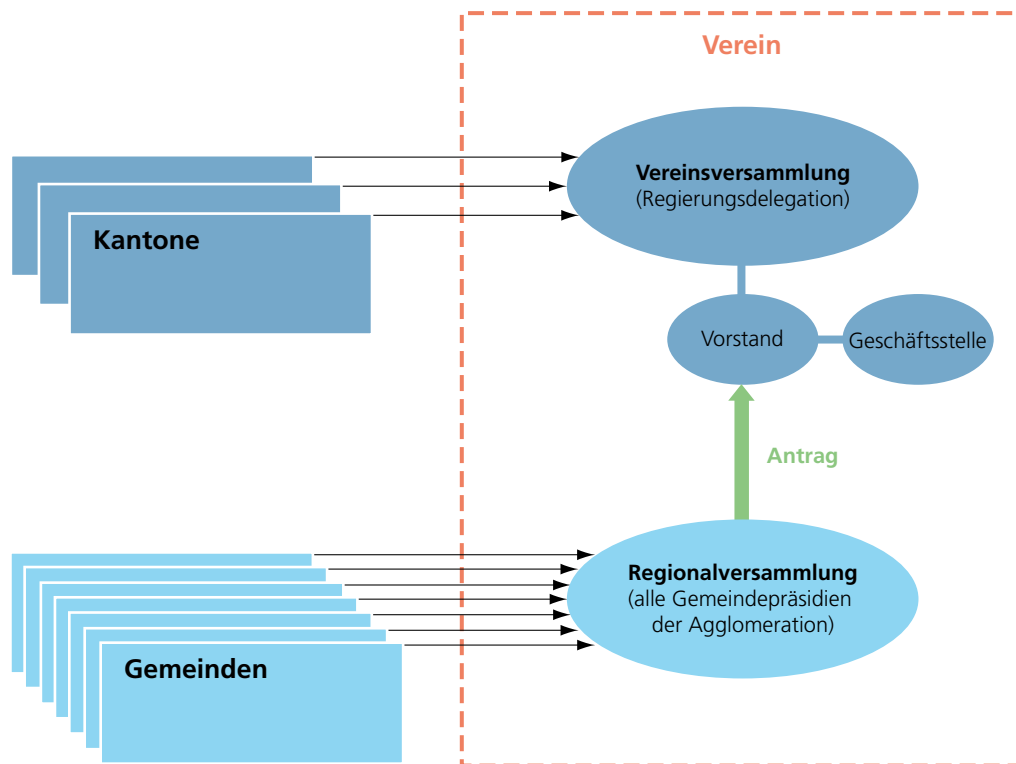 Verein
Vereinsversammlung
(Regierungsdelegation)
Kantone
Vorstand
Geschäftsstelle
Antrag
Regionalversammlung
(alle Gemeindepräsidien
der Agglomeration)
Gemeinden